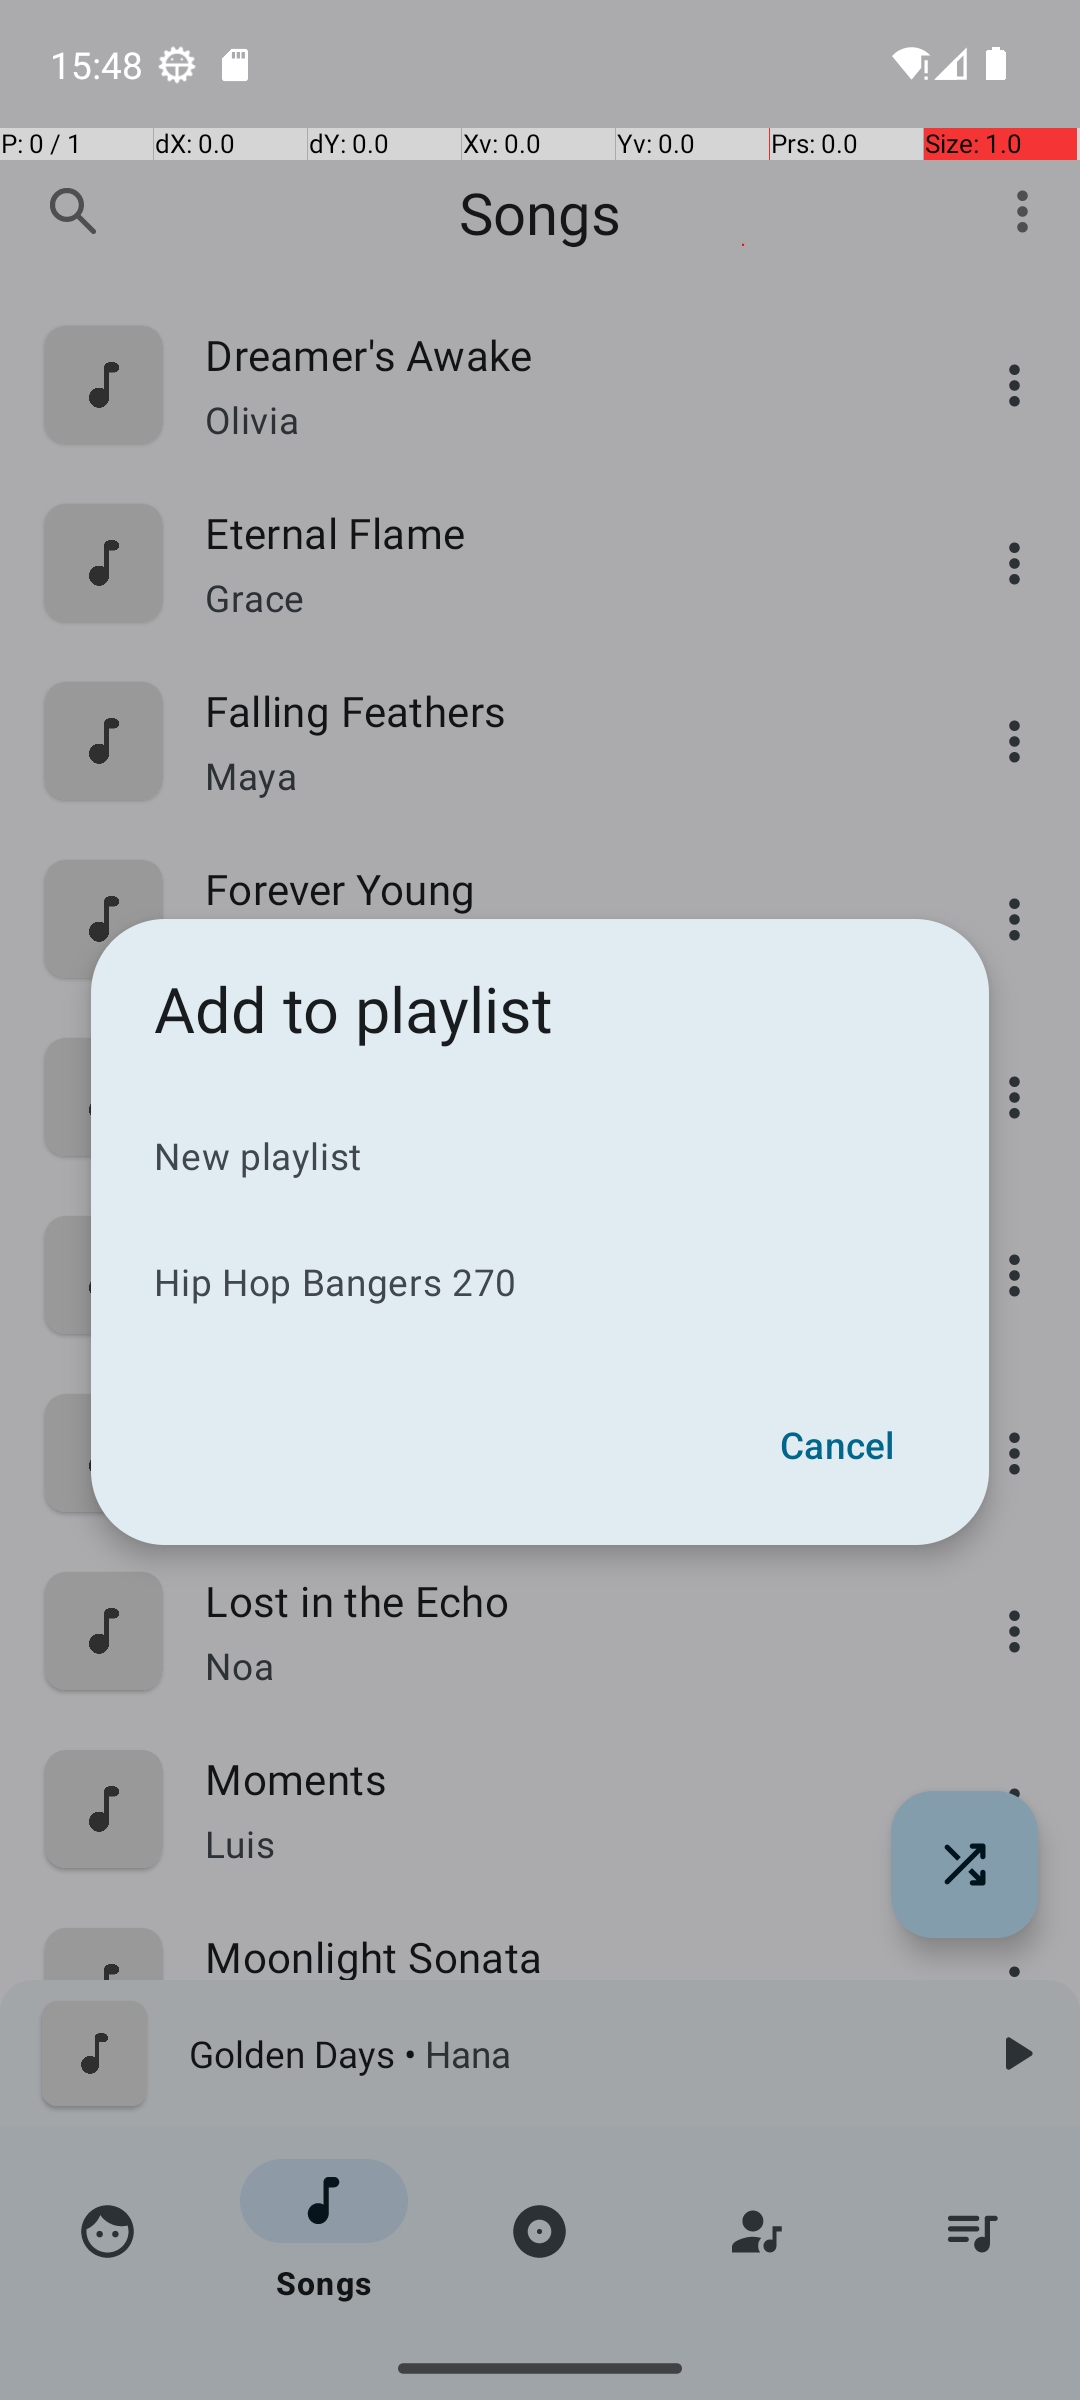 15:48
P: 0 / 1 dX: 0.0 dY: 0.0 Xv: 0.0 Yv: 0.0 Prs: 0.0 Size: 1.0
Songs
Dreamer's Awake
Olivia
Eternal Flame
Grace
Falling Feathers
Maya
Forever Young
Add to playlist
New playlist
Hip Hop Bangers 270
Cancel
Lost in the Echo
Noa
Moments
Luis
Moonlight Sonata
Golden Days • Hana
Songs